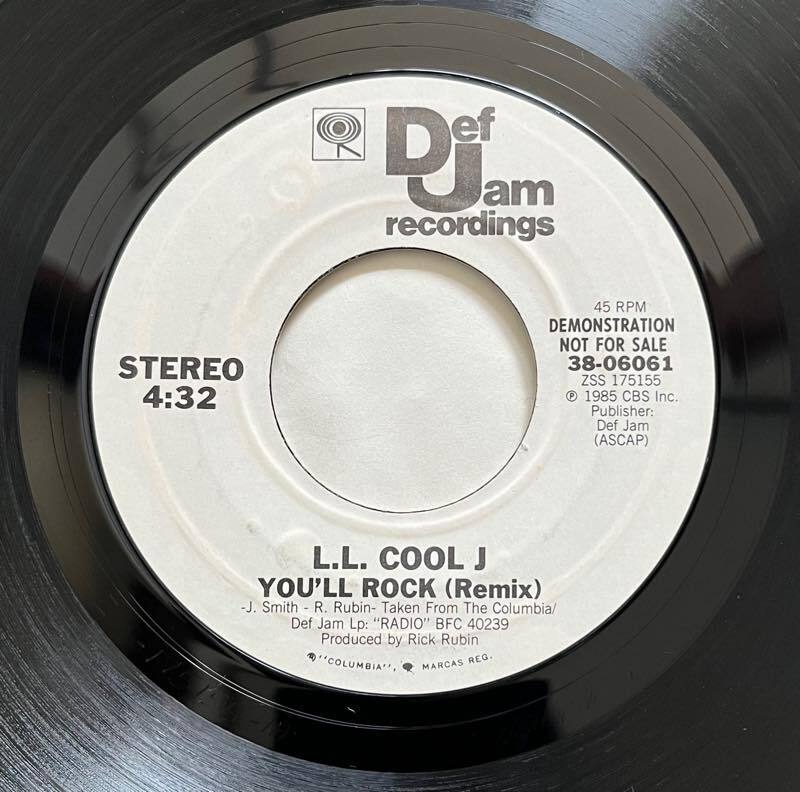 Def
Jam
recordings
45 RPM
DEMONSTRATION
NOT FOR SALE
38-06061
ZSS 175155
℗ 1985 CBS Inc.
Publisher:
Def Jam
(ASCAP)
STEREO
4:32
L.L. COOL J
YOU'LL ROCK (Remix)
-J. Smith - R. Rubin- Taken From The Columbia/
Def Jam Lp: "RADIO" BFC 40239
Produced by Rick Rubin
"COLUMBIA", MARCAS REG.